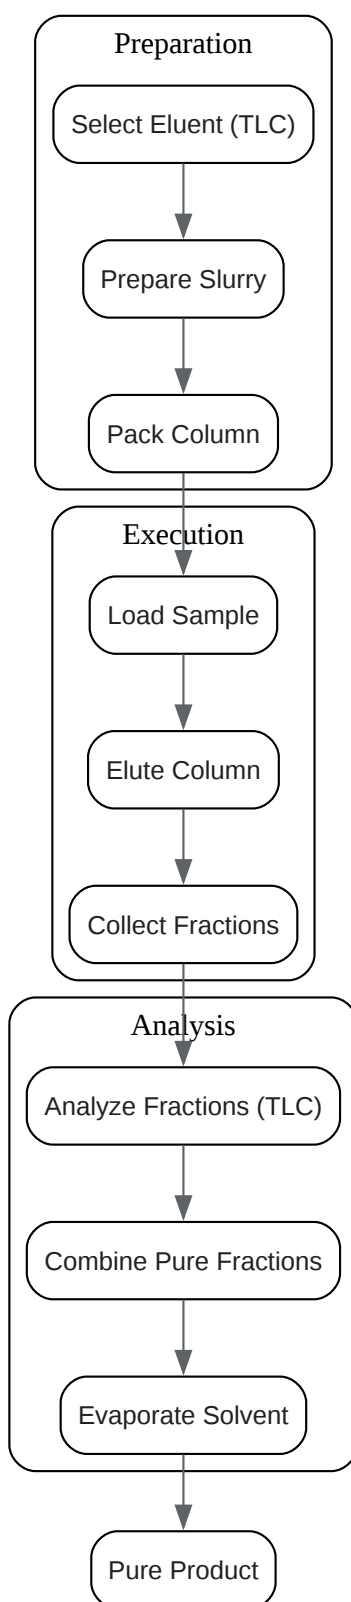 Preparation
Select Eluent (TLC)
Prepare Slurry
Pack Column
Execution
Load Sample
Elute Column
Collect Fractions
Analysis
Analyze Fractions (TLC)
Combine Pure Fractions
Evaporate Solvent
Pure Product